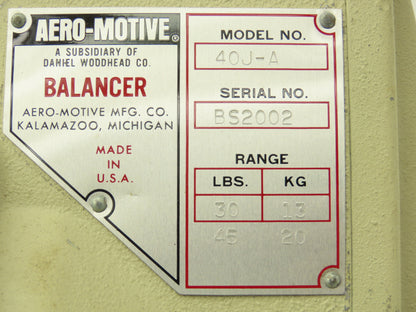 AERO-MOTIVE®
A SUBSIDIARY OF
DANIEL WOODHEAD CO.
BALANCER
AERO-MOTIVE MFG. CO.
KALAMAZOO, MICHIGAN
MADE
IN
U.S.A.
MODEL NO.
40J-A
SERIAL NO.
BS2002
RANGE
LBS. KG
30 13
45 20